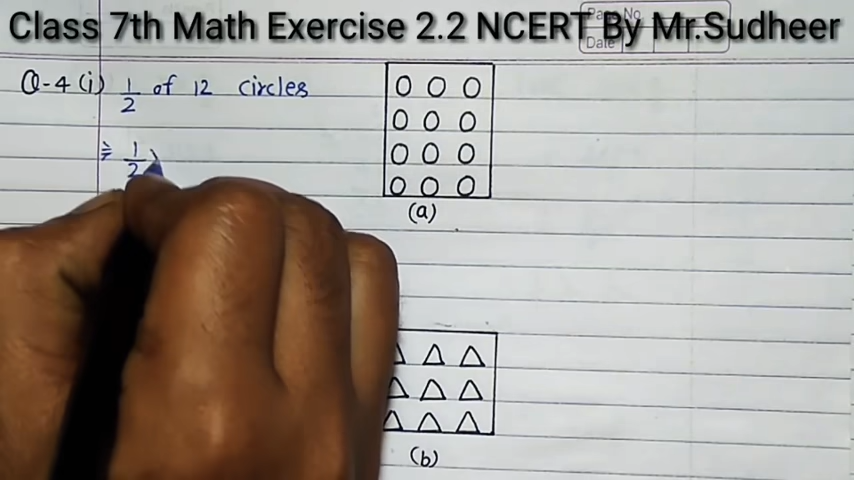 Class 7th Math Exercise 2.2 NCERT By Mr.Sudheer
Page No
Date
Q-4 (i) 1/2 of 12 circles
⇒ 1/2
(a)
(b)